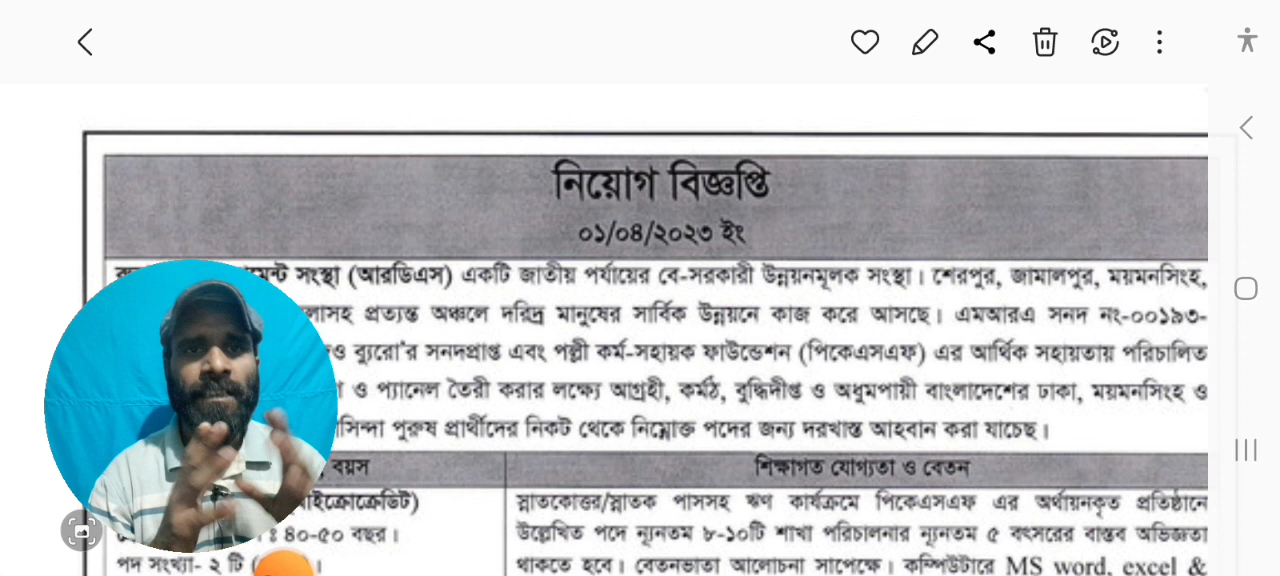 নিয়োগ বিজ্ঞপ্তি
০১/০৪/২০২৩ ইং
সংস্থা (আরডিএস) একটি জাতীয় পর্যায়ের বে-সরকারী উন্নয়নমূলক সংস্থা। শেরপুর, জামালপুর, ময়মনসিংহ,
প্রত্যন্ত অঞ্চলে দরিদ্র মানুষের সার্বিক উন্নয়নে কাজ করে আসছে। এমআরএ সনদ নং-০০১৯৩-
ব্যুরো'র সনদপ্রাপ্ত এবং পল্লী কর্ম-সহায়ক ফাউন্ডেশন (পিকেএসএফ) এর আর্থিক সহায়তায় পরিচালিত
ও প্যানেল তৈরী করার লক্ষ্যে আগ্রহী, কর্মঠ, বুদ্ধিদীপ্ত ও অধুমপায়ী বাংলাদেশের ঢাকা, ময়মনসিংহ ও
পুরুষ প্রার্থীদের নিকট থেকে নিম্নোক্ত পদের জন্য দরখাস্ত আহবান করা যাচেছ।
বয়স
শিক্ষাগত যোগ্যতা ও বেতন
স্নাতকোত্তর/স্নাতক পাসসহ ঋণ কার্যক্রমে পিকেএসএফ এর অর্থায়নকৃত প্রতিষ্ঠানে
ঃ ৪০-৫০ বছর।
উল্লেখিত পদে ন্যূনতম ৮-১০টি শাখা পরিচালনার ন্যূনতম ৫ বৎসরের বাস্তব অভিজ্ঞতা
পদ সংখ্যা- ২ টি
থাকতে হবে। বেতনভাতা আলোচনা সাপেক্ষে। কম্পিউটারে MS word, excel &